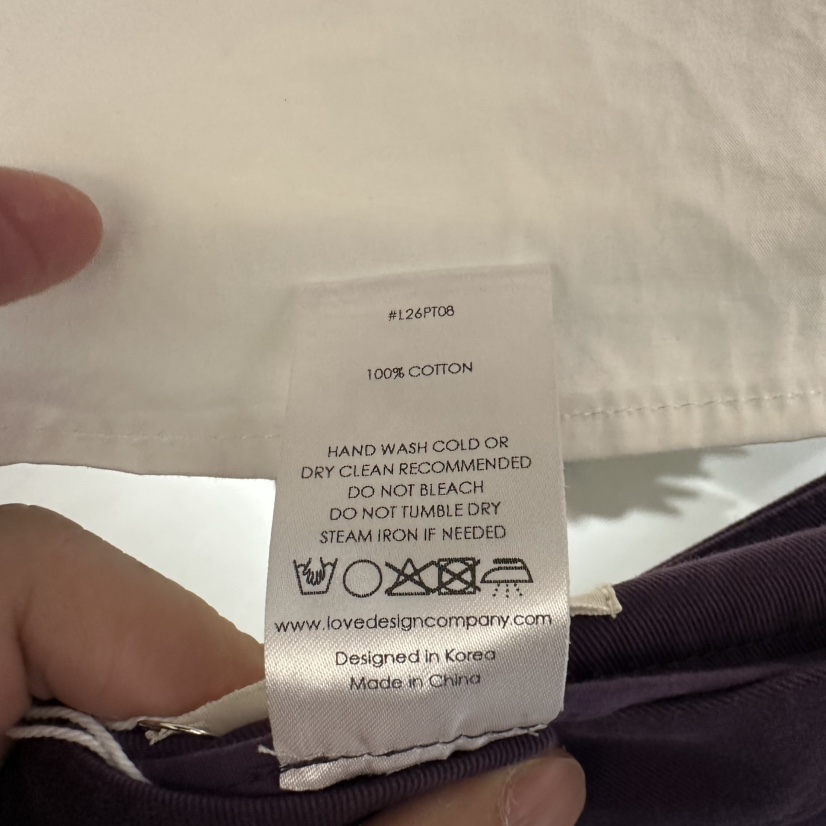 #L26PT08
100% COTTON
HAND WASH COLD OR
DRY CLEAN RECOMMENDED
DO NOT BLEACH
DO NOT TUMBLE DRY
STEAM IRON IF NEEDED
www.lovedesigncompany.com
Designed in Korea
Made in China